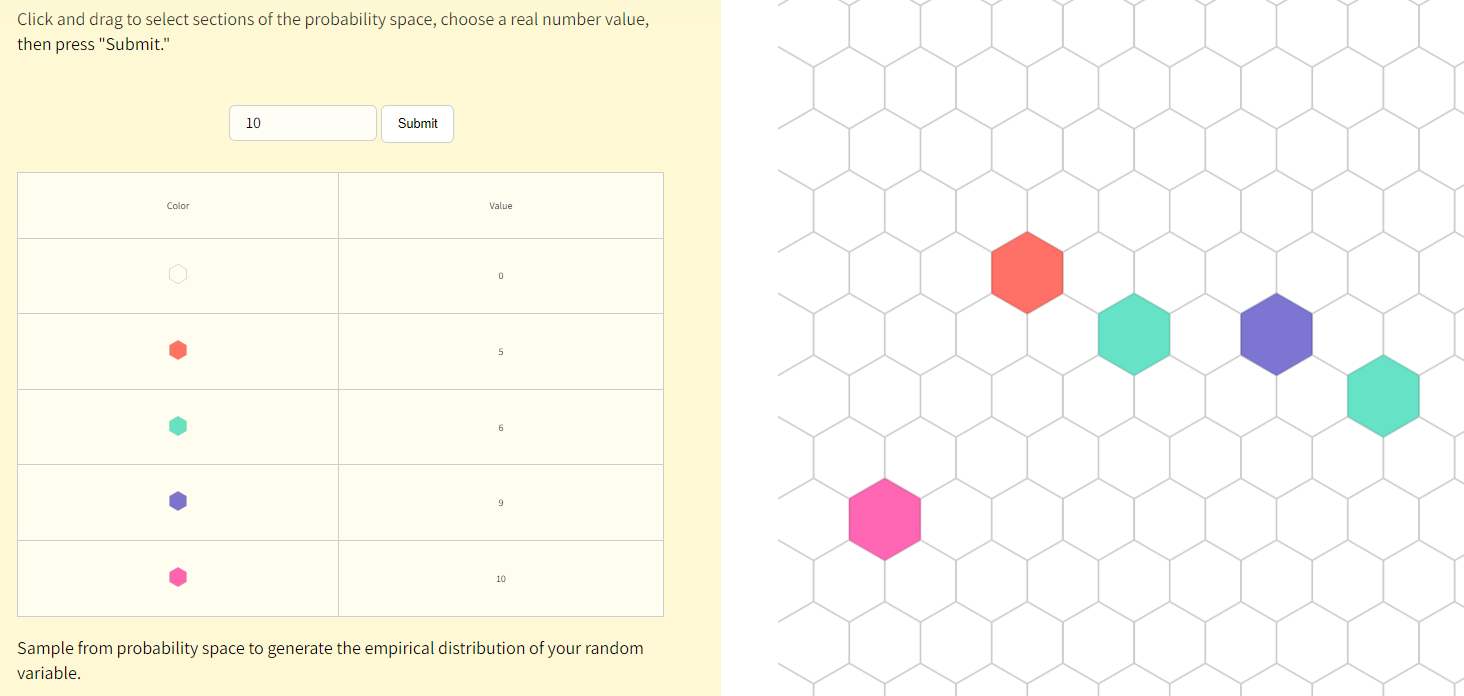 Click and drag to select sections of the probability space, choose a real number value,
then press "Submit."
10
Submit
Color
Value
0
5
6
9
10
Sample from probability space to generate the empirical distribution of your random
variable.